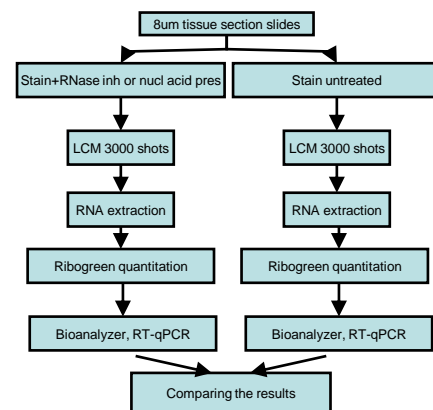 8um tissue section slides
Stain+RNase inh or nucl acid pres
Stain untreated
LCM 3000 shots
LCM 3000 shots
RNA extraction
RNA extraction
Ribogreen quantitation
Ribogreen quantitation
Bioanalyzer, RT-qPCR
Bioanalyzer, RT-qPCR
Comparing the results